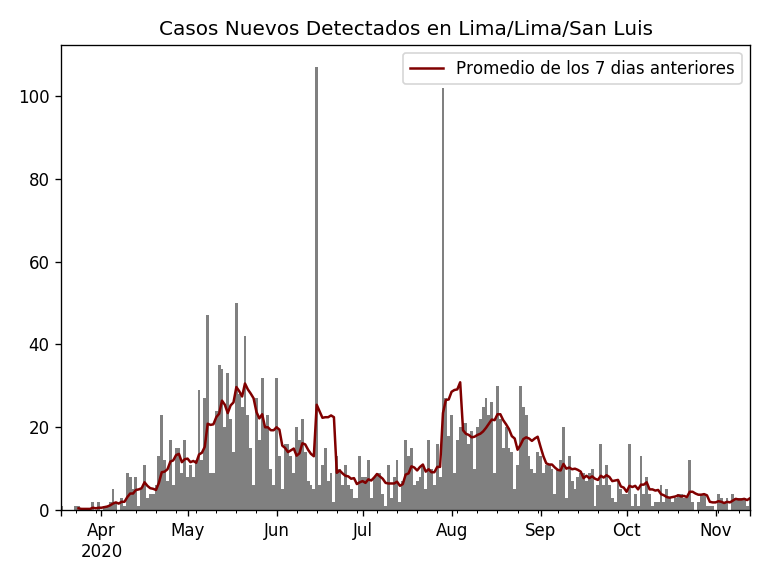 Casos Nuevos Detectados en Lima/Lima/San Luis
Promedio de los 7 dias anteriores
100
80
60
40
20
0
Apr May Jun Jul Aug Sep Oct Nov
2020